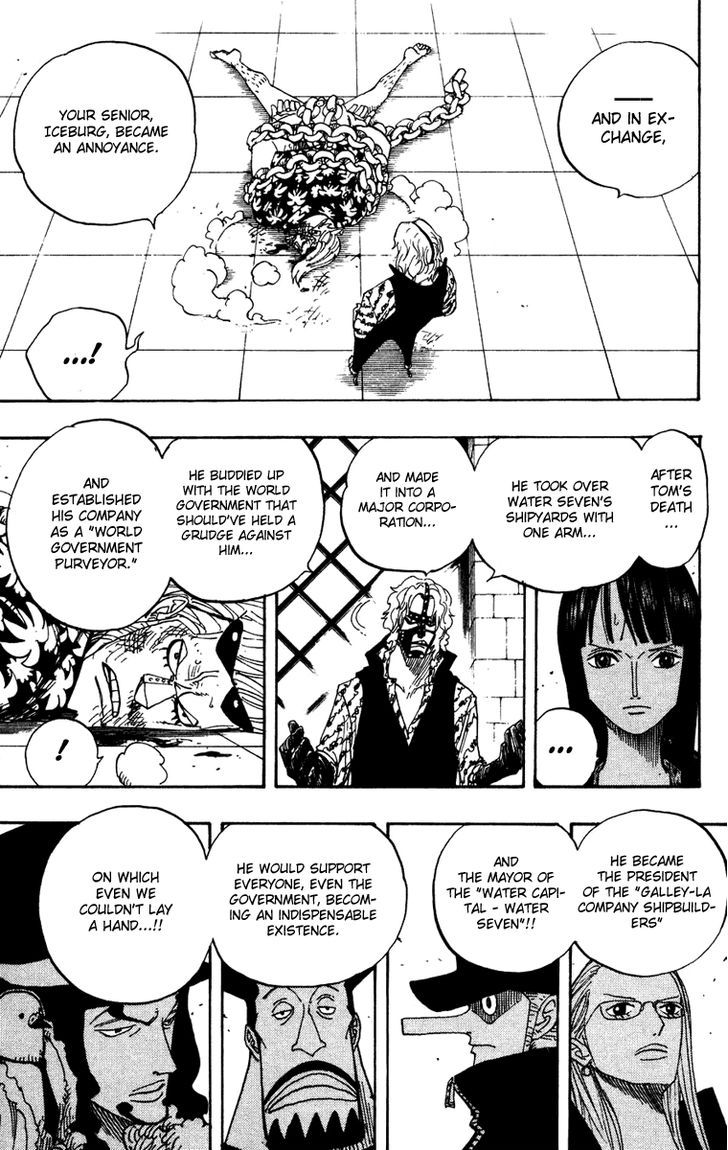 AND IN EX-
CHANGE,
YOUR SENIOR,
ICEBURG, BECAME
AN ANNOYANCE.
...!
AFTER
TOM'S
DEATH
...
HE TOOK OVER
WATER SEVEN'S
SHIPYARDS WITH
ONE ARM...
...
AND MADE
IT INTO A
MAJOR CORPO-
RATION...
HE BUDDIED UP
WITH THE WORLD
GOVERNMENT THAT
SHOULD'VE HELD A
GRUDGE AGAINST
HIM...
AND
ESTABLISHED
HIS COMPANY
AS A "WORLD
GOVERNMENT
PURVEYOR."
!
HE BECAME
THE PRESIDENT
OF THE "GALLEY-LA
COMPANY SHIPBUILD-
ERS"
AND
THE MAYOR OF
THE "WATER CAPI-
TAL - WATER
SEVEN"!!
HE WOULD SUPPORT
EVERYONE, EVEN THE
GOVERNMENT, BECOM-
ING AN INDISPENSABLE
EXISTENCE.
ON WHICH
EVEN WE
COULDN'T LAY
A HAND...!!